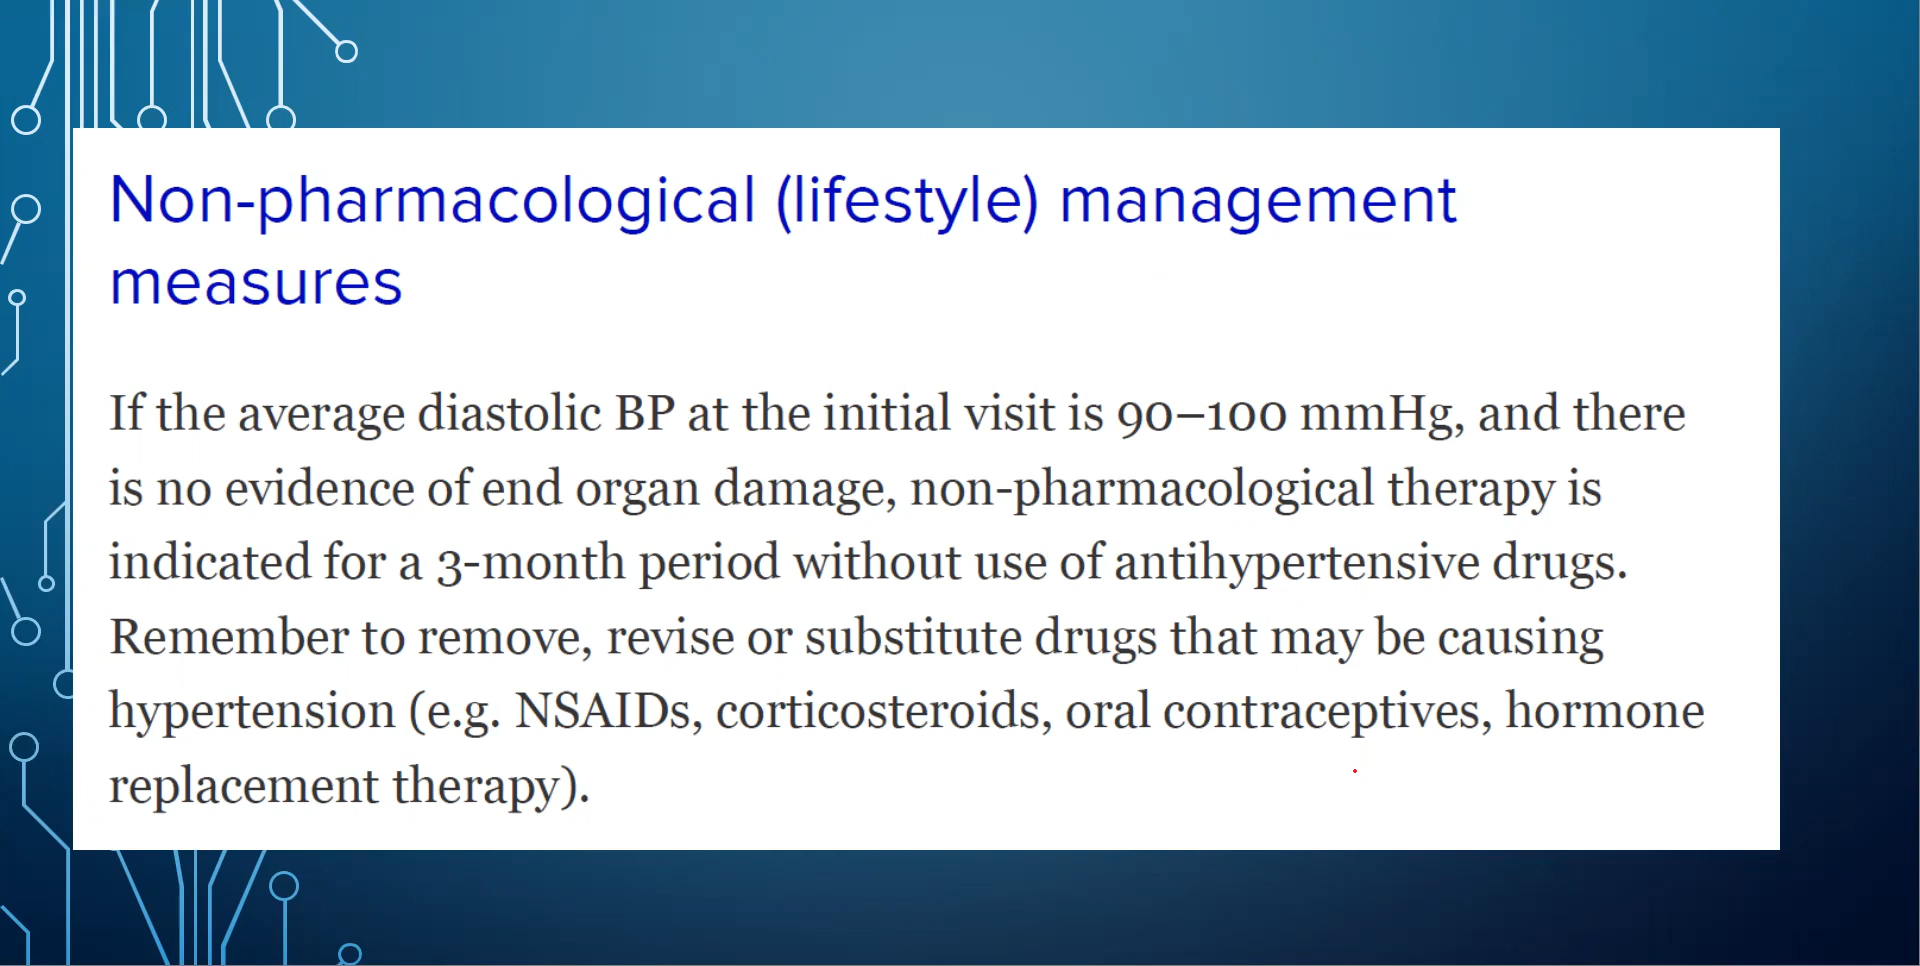 Non-pharmacological (lifestyle) management
measures
If the average diastolic BP at the initial visit is 90–100 mmHg, and there
is no evidence of end organ damage, non-pharmacological therapy is
indicated for a 3-month period without use of antihypertensive drugs.
Remember to remove, revise or substitute drugs that may be causing
hypertension (e.g. NSAIDs, corticosteroids, oral contraceptives, hormone
replacement therapy).